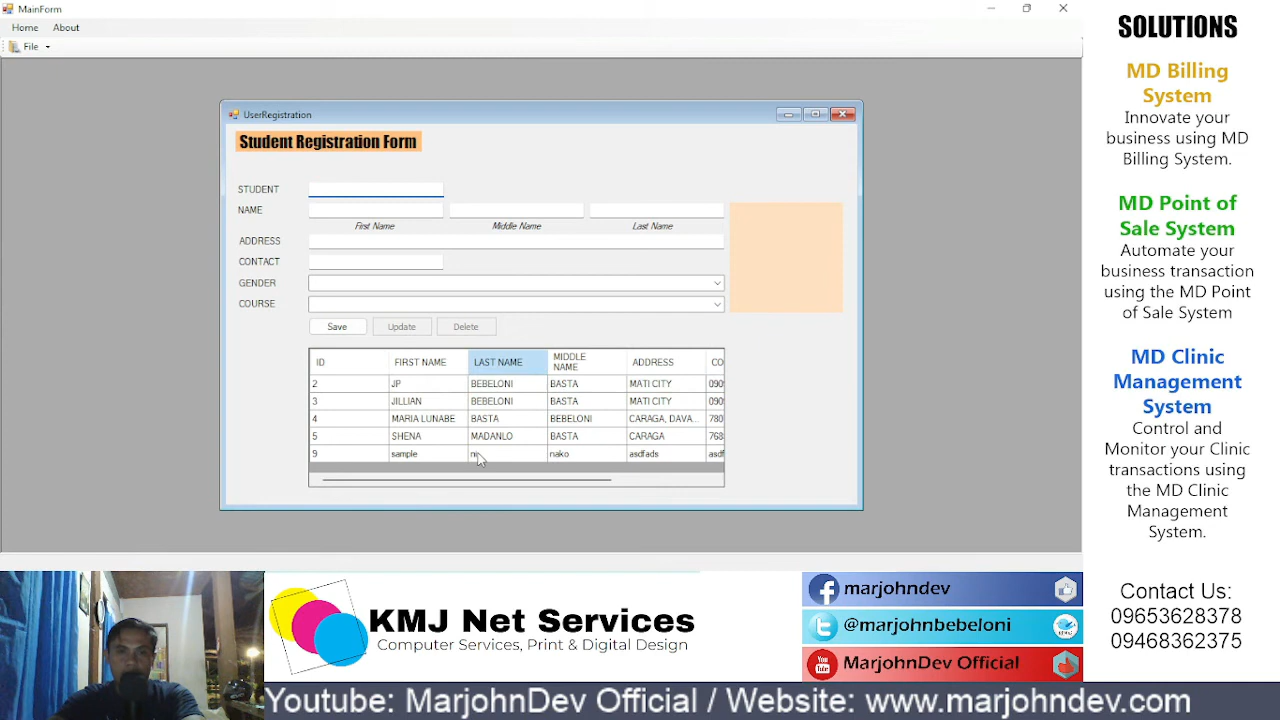 MainForm
Home About
File
UserRegistration
Student Registration Form
STUDENT
NAME
First Name Middle Name Last Name
ADDRESS
CONTACT
GENDER
COURSE
Save Update Delete
ID FIRST NAME LAST NAME MIDDLE NAME ADDRESS CO
2 JP BEBELONI BASTA MATI CITY 090
3 JILLIAN BEBELONI BASTA MATI CITY 090
4 MARIA LUNABE BASTA BEBELONI CARAGA, DAVA... 780
5 SHENA MADANLO BASTA CARAGA 768
9 sample nako asdfads asdf
SOLUTIONS
MD Billing
System
Innovate your
business using MD
Billing System.
MD Point of
Sale System
Automate your
business transaction
using the MD Point
of Sale System
MD Clinic
Management
System
Control and
Monitor your Clinic
transactions using
the MD Clinic
Management
System.
Contact Us:
09653628378
09468362375
KMJ Net Services
Computer Services, Print & Digital Design
marjohndev
@marjohnbebeloni
MarjohnDev Official
Youtube: MarjohnDev Official / Website: www.marjohndev.com